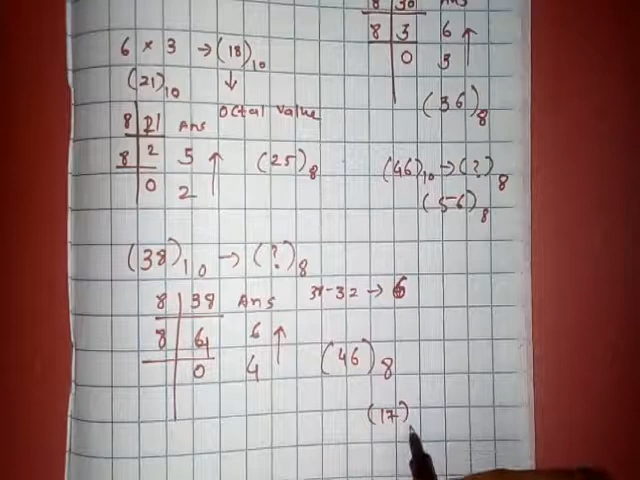 8 30 Ans
8 3 6 ↑
0 3
(36)₈
6 × 3 → (18)₁₀
(21)₁₀ ↓
Octal Value
8 21 Ans
8 2 5 ↑
0 2
(25)₈
(46)₁₀ → (?)₈
(56)₈
(38)₁₀ → (?)₈
8 38 Ans
8 4 6 ↑
0 4
38-32 → 6
(46)₈
(17)